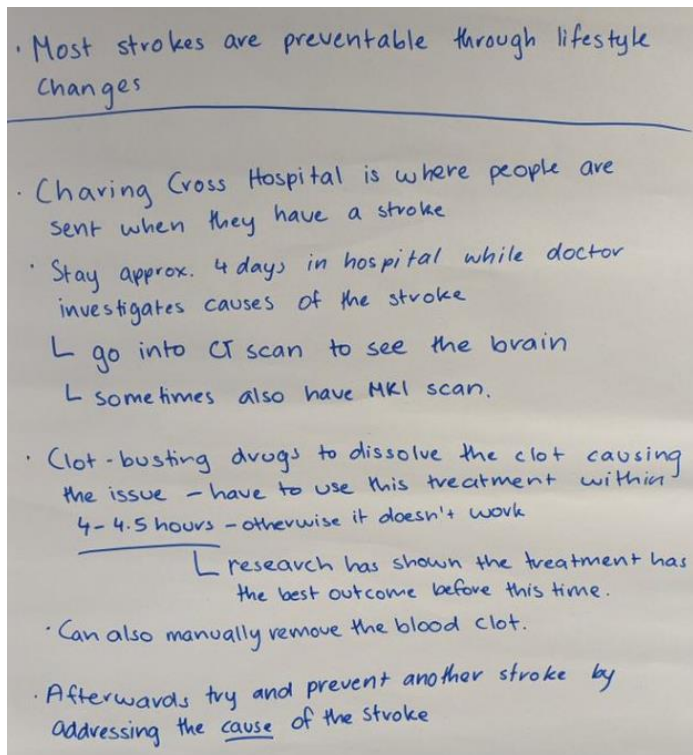 · Most strokes are preventable through lifestyle
changes
· Charing Cross Hospital is where people are
sent when they have a stroke
· Stay approx. 4 days in hospital while doctor
investigates causes of the stroke
└ go into CT scan to see the brain
└ sometimes also have MRI scan.
· Clot-busting drugs to dissolve the clot causing
the issue – have to use this treatment within
4-4.5 hours – otherwise it doesn't work
└ research has shown the treatment has
the best outcome before this time.
· Can also manually remove the blood clot.
· Afterwards try and prevent another stroke by
addressing the cause of the stroke